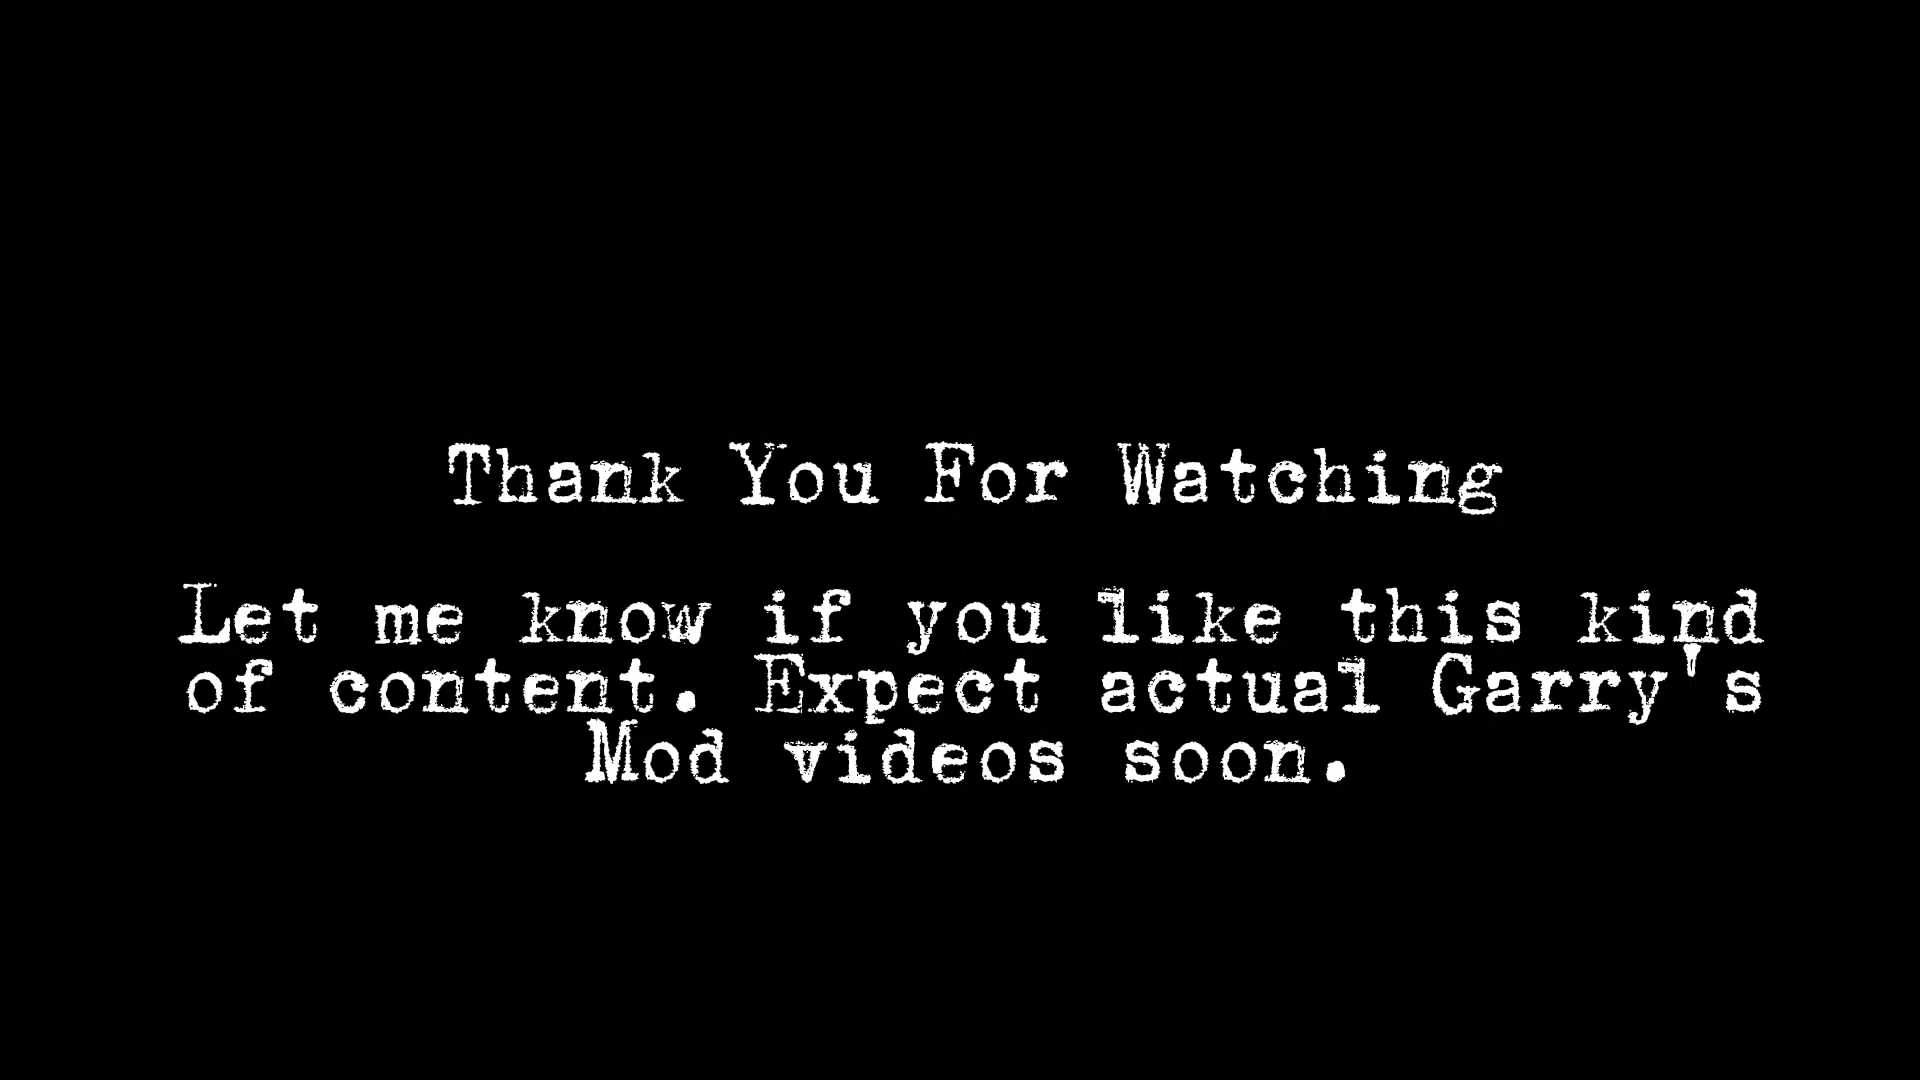 Thank You For Watching
Let me know if you like this kind
of content. Expect actual Garry's
Mod videos soon.